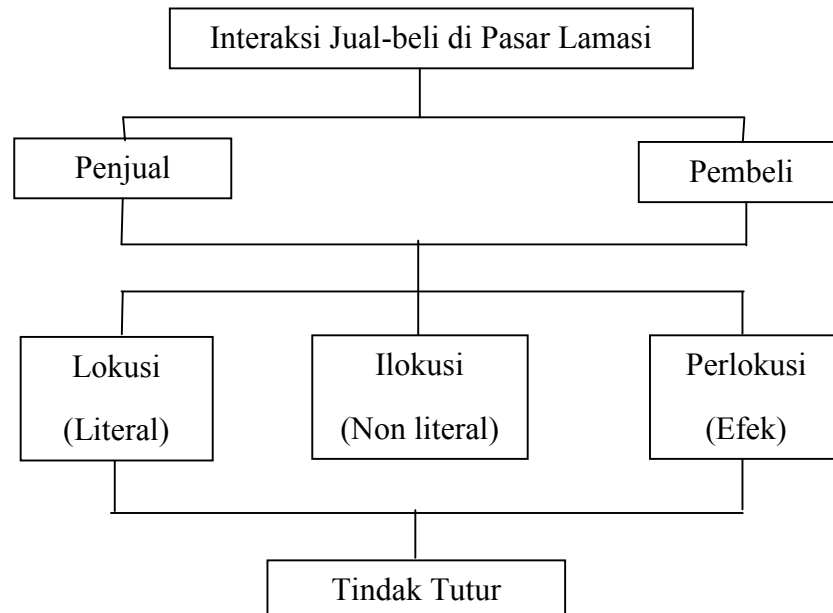 Interaksi Jual-beli di Pasar Lamasi
Penjual
Pembeli
Lokusi
(Literal)
Ilokusi
(Non literal)
Perlokusi
(Efek)
Tindak Tutur